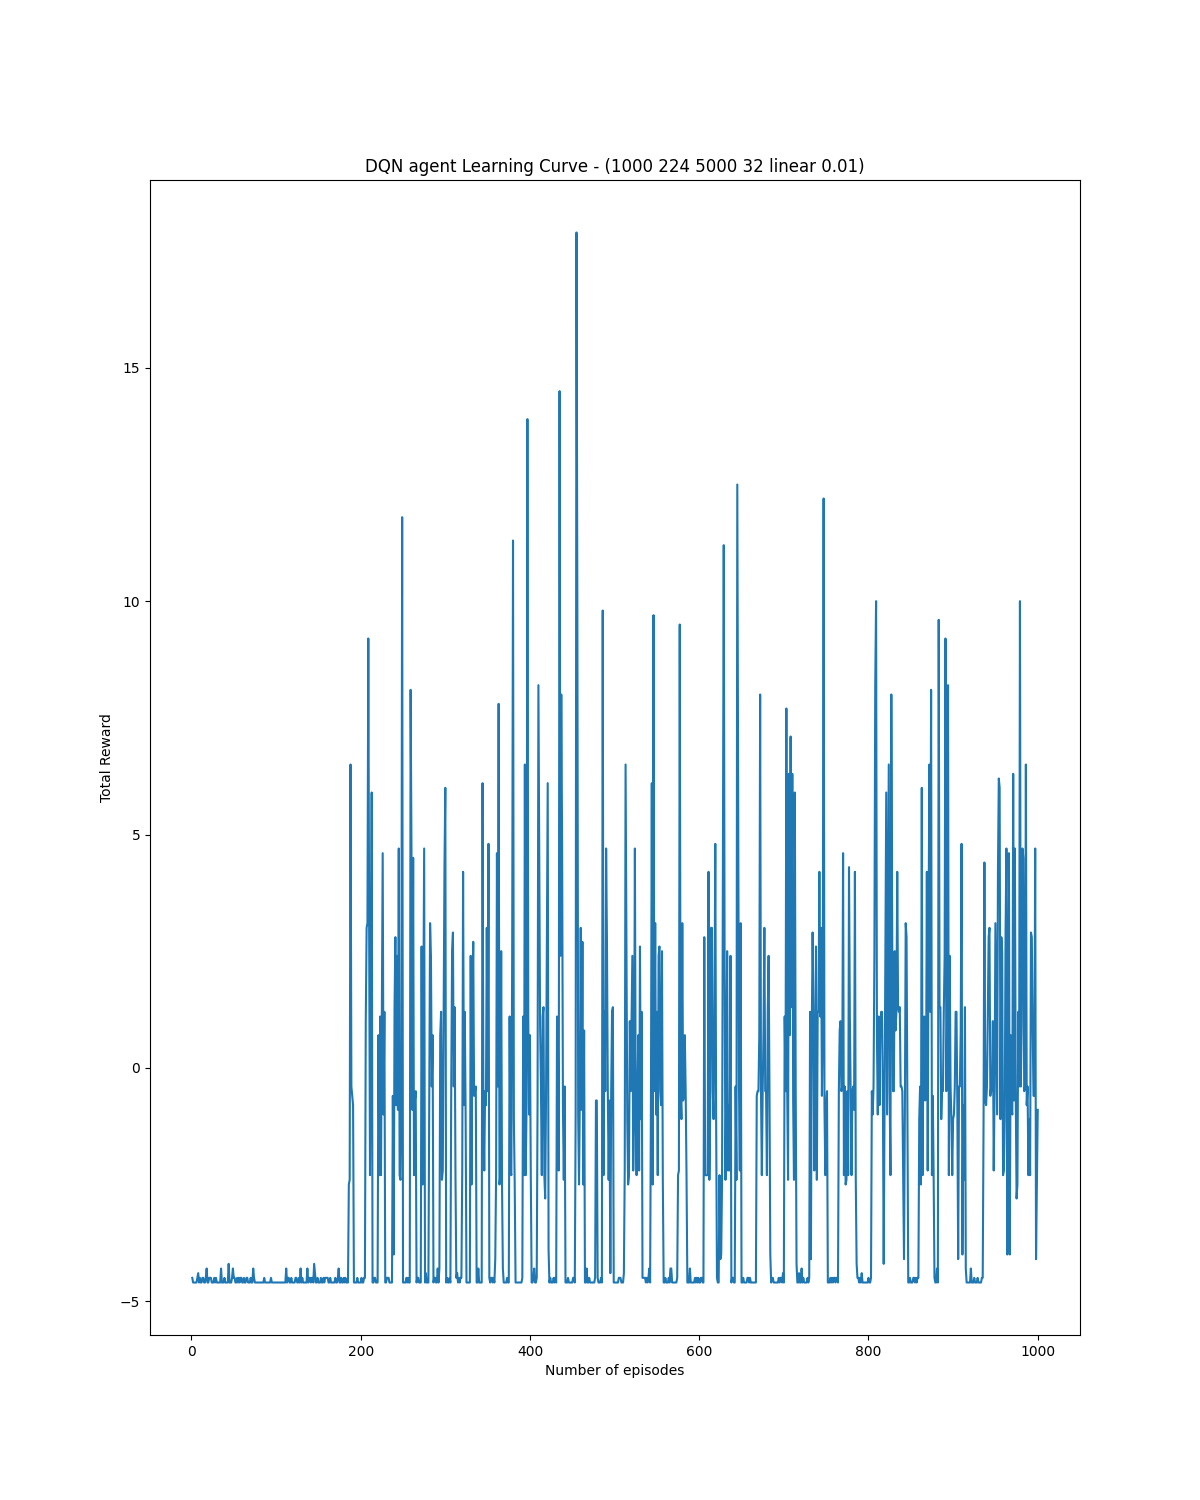 DQN agent Learning Curve - (1000 224 5000 32 linear 0.01)
Total Reward
15
10
5
0
−5
0 200 400 600 800 1000
Number of episodes